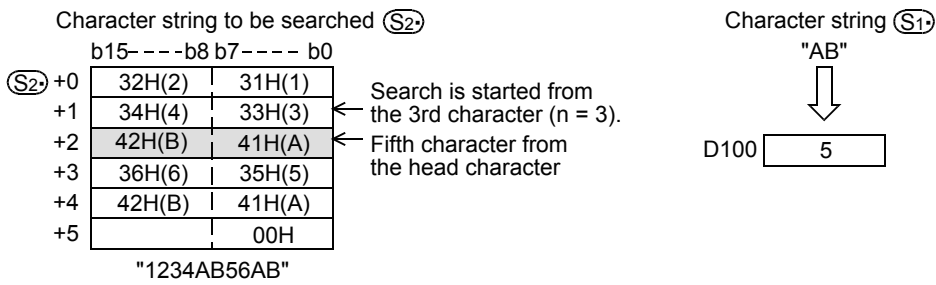 Character string to be searched (S2•)
b15----b8 b7---- b0
(S2•) +0 32H(2) 31H(1)
+1 34H(4) 33H(3)
+2 42H(B) 41H(A)
+3 36H(6) 35H(5)
+4 42H(B) 41H(A)
+5 00H
"1234AB56AB"
Search is started from
the 3rd character (n = 3).
Fifth character from
the head character
Character string (S1•)
"AB"
D100 5